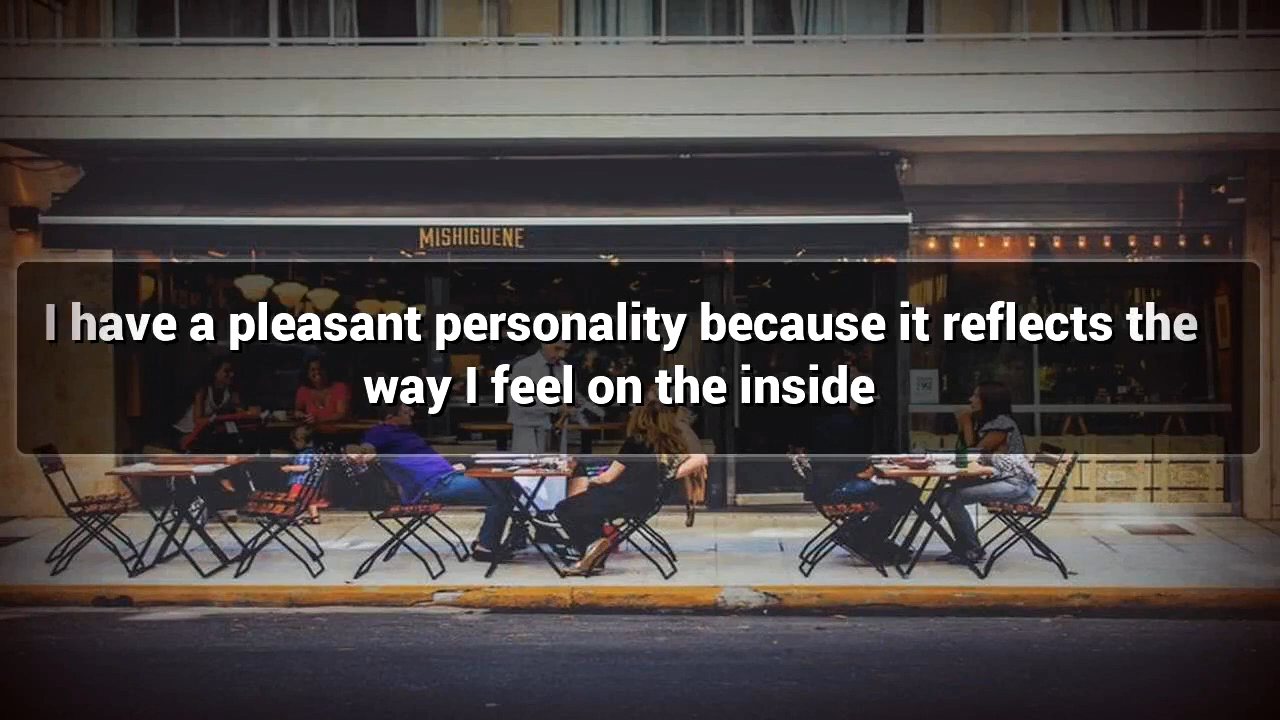 MISHIGUENE
I have a pleasant personality because it reflects the
way I feel on the inside